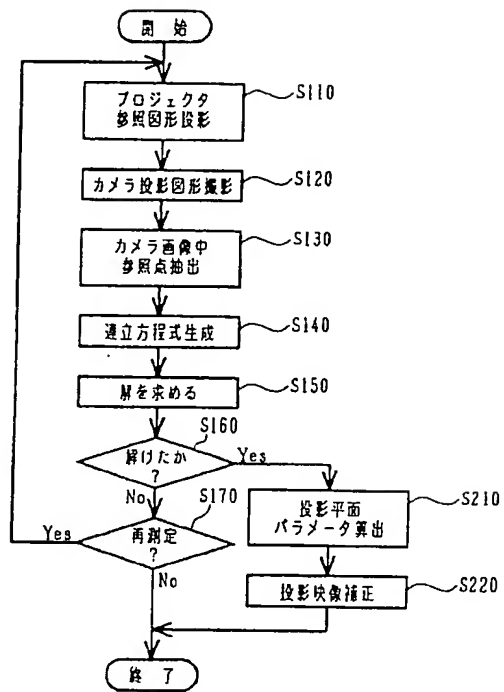 開始
プロジェクタ
参照図形投影
S110
カメラ投影図形撮影
S120
カメラ画像中
参照点抽出
S130
連立方程式生成
S140
解を求める
S150
S160
解けたか
?
Yes
No
S170
再測定
?
Yes
No
投影平面
パラメータ算出
S210
投影映像補正
S220
終了